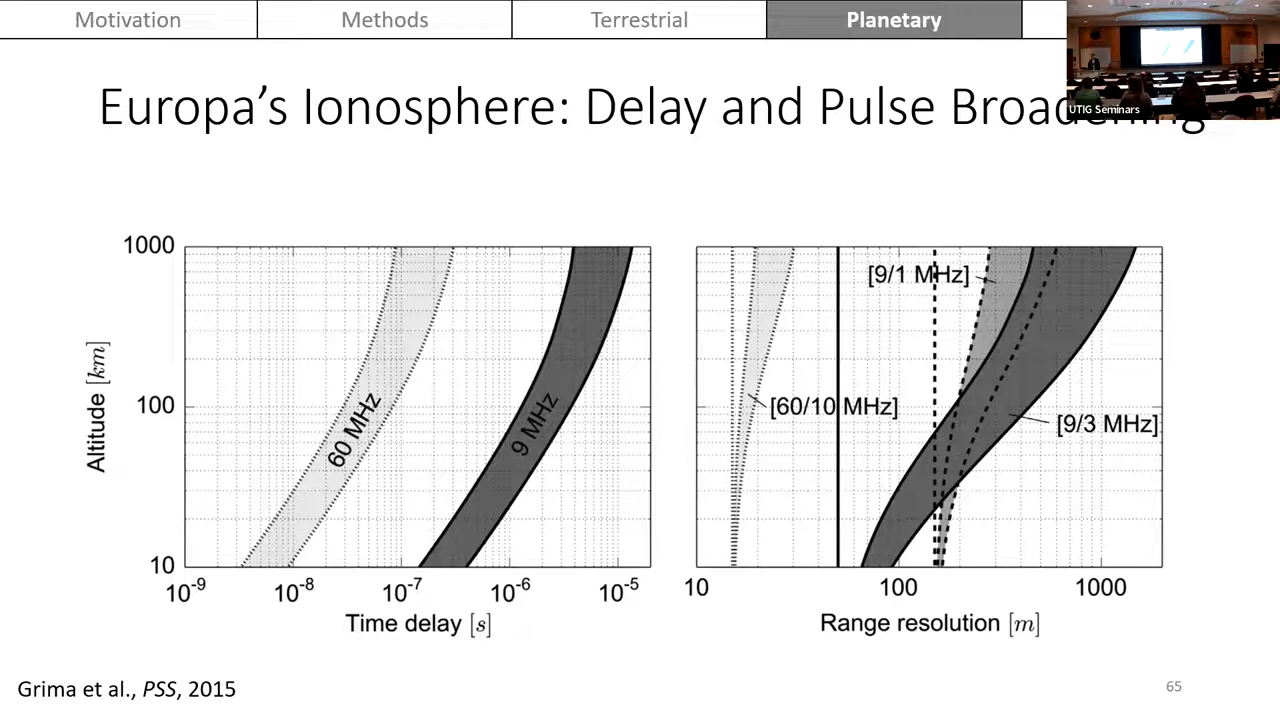 Motivation
Methods
Terrestrial
Planetary
UTIG Seminars
Europa's Ionosphere: Delay and Pulse Broadening
1000
100
10
Altitude [km]
60 MHz
9 MHz
10-9
10-8
10-7
10-6
10-5
Time delay [s]
[9/1 MHz]
[60/10 MHz]
[9/3 MHz]
10
100
1000
Range resolution [m]
Grima et al., PSS, 2015
65